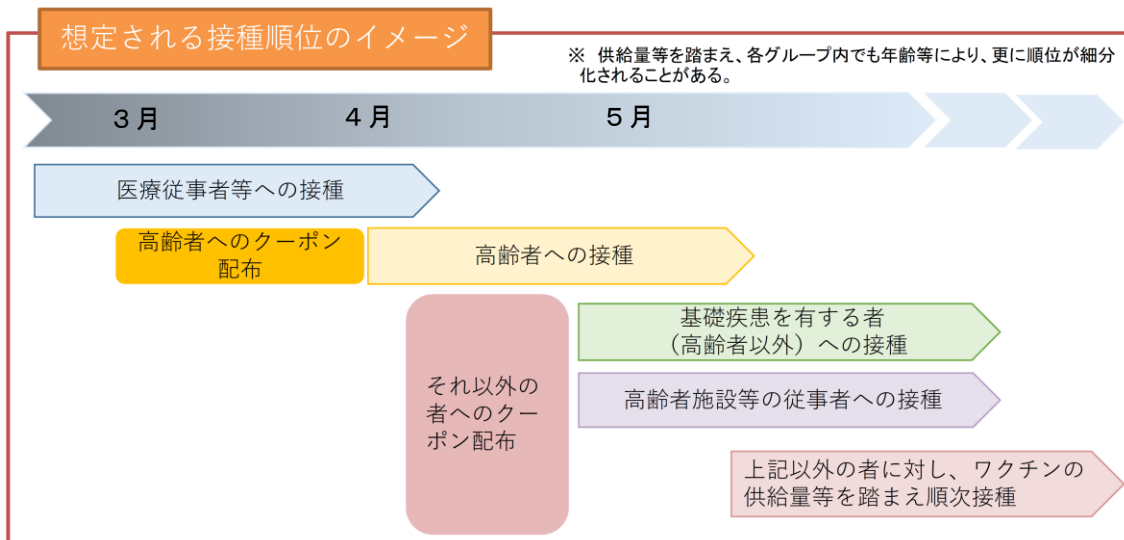 想定される接種順位のイメージ
※ 供給量等を踏まえ、各グループ内でも年齢等により、更に順位が細分
化されることがある。
3月
4月
5月
医療従事者等への接種
高齢者へのクーポン
配布
高齢者への接種
それ以外の
者へのクー
ポン配布
基礎疾患を有する者
（高齢者以外）への接種
高齢者施設等の従事者への接種
上記以外の者に対し、ワクチンの
供給量等を踏まえ順次接種